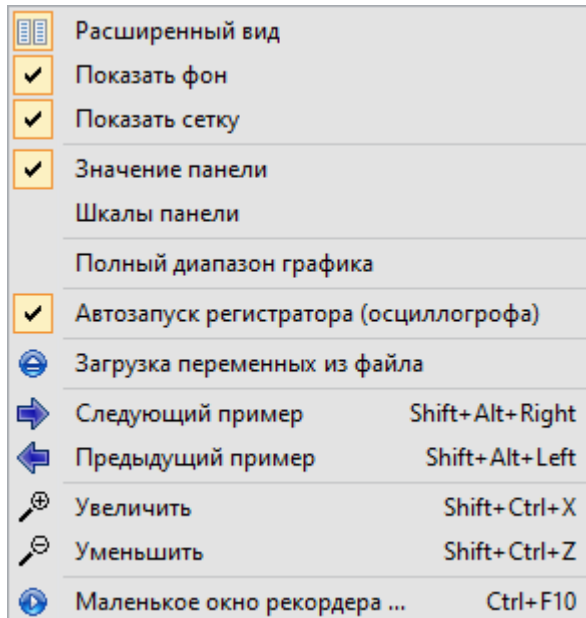 Расширенный вид
Показать фон
Показать сетку
Значение панели
Шкалы панели
Полный диапазон графика
Автозапуск регистратора (осциллогрофа)
Загрузка переменных из файла
Следующий пример Shift+Alt+Right
Предыдущий пример Shift+Alt+Left
Увеличить Shift+Ctrl+X
Уменьшить Shift+Ctrl+Z
Маленькое окно рекордера ... Ctrl+F10